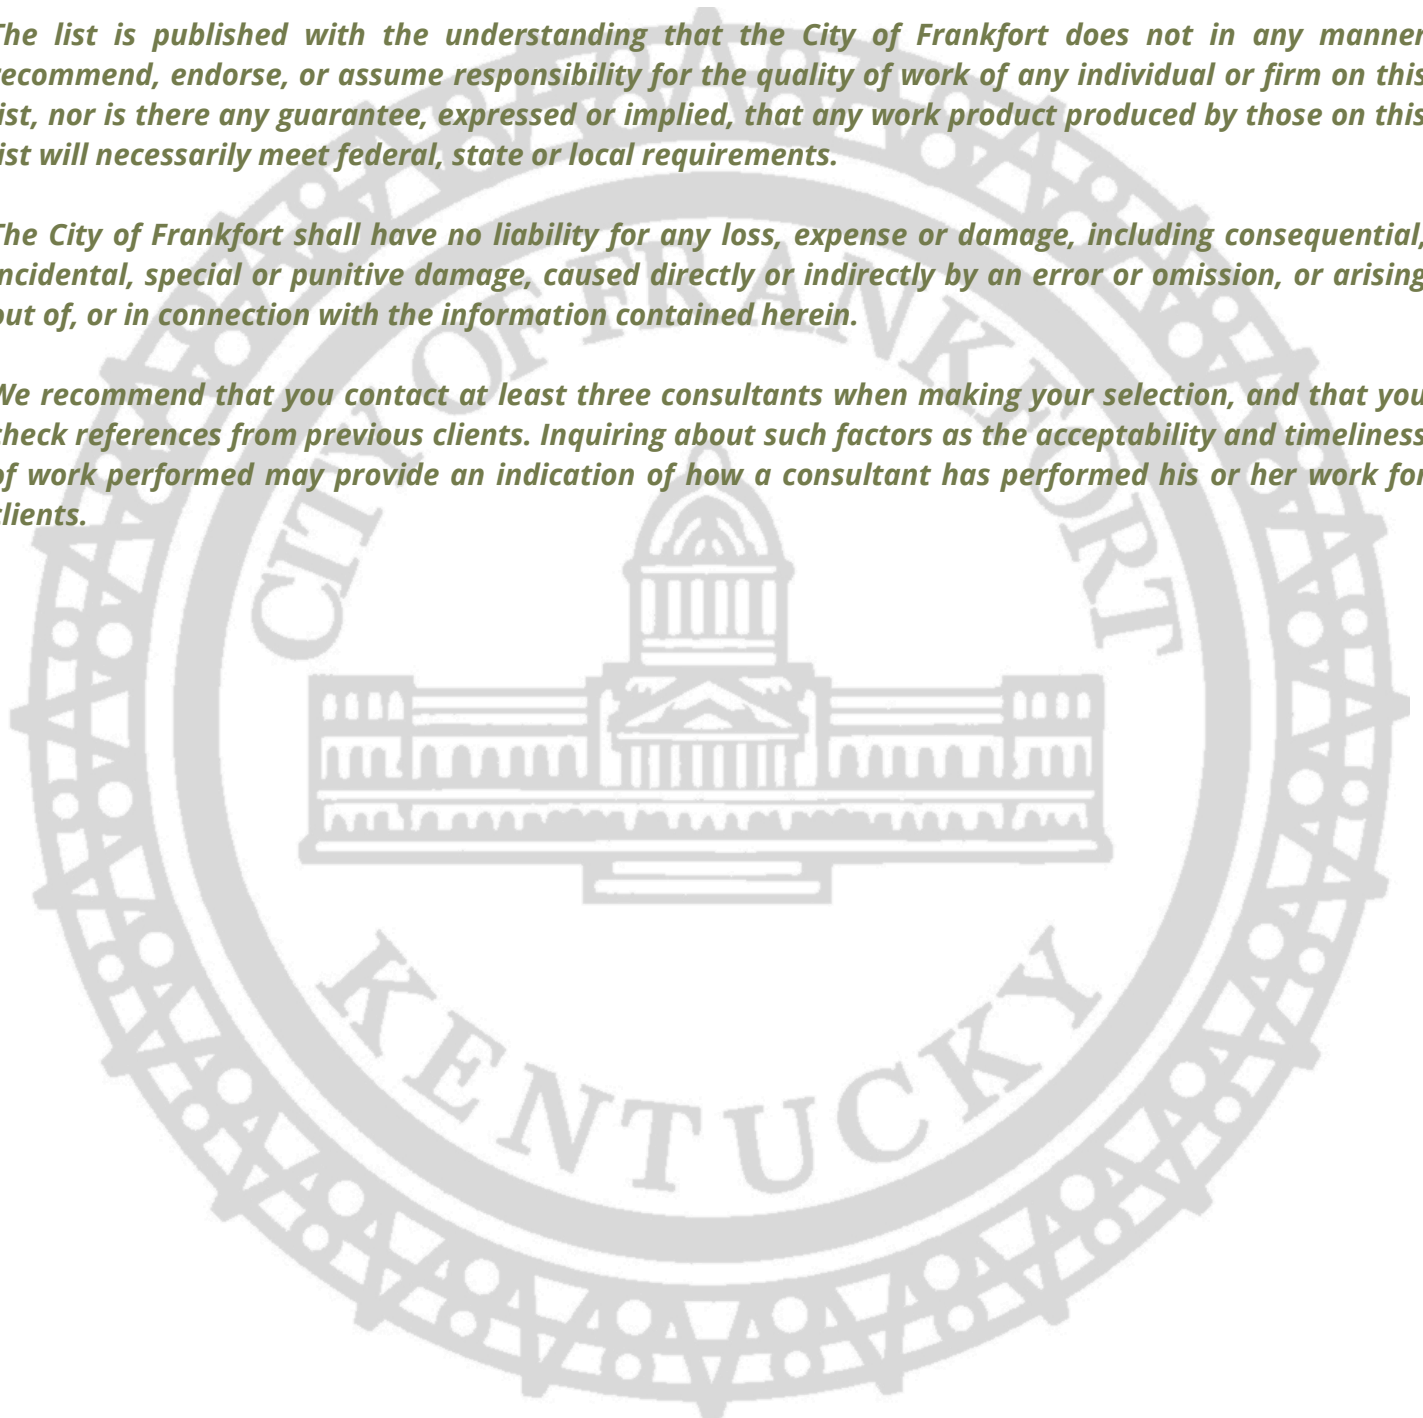 The list is published with the understanding that the City of Frankfort does not in any manner
recommend, endorse, or assume responsibility for the quality of work of any individual or firm on this
list, nor is there any guarantee, expressed or implied, that any work product produced by those on this
list will necessarily meet federal, state or local requirements.
The City of Frankfort shall have no liability for any loss, expense or damage, including consequential,
incidental, special or punitive damage, caused directly or indirectly by an error or omission, or arising
out of, or in connection with the information contained herein.
We recommend that you contact at least three consultants when making your selection, and that you
check references from previous clients. Inquiring about such factors as the acceptability and timeliness
of work performed may provide an indication of how a consultant has performed his or her work for
clients.
CITY OF FRANKFORT
KENTUCKY